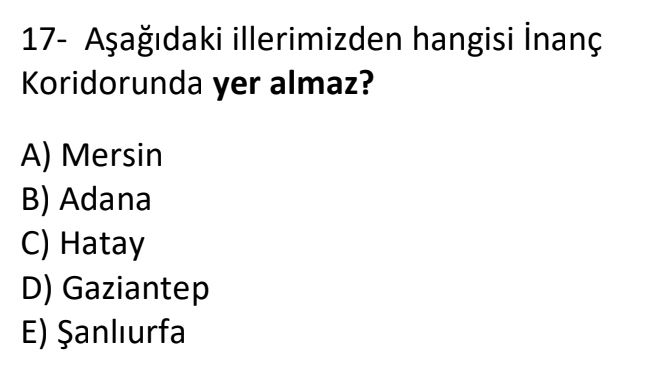 17- Aşağıdaki illerimizden hangisi İnanç
Koridorunda yer almaz?
A) Mersin
B) Adana
C) Hatay
D) Gaziantep
E) Şanlıurfa